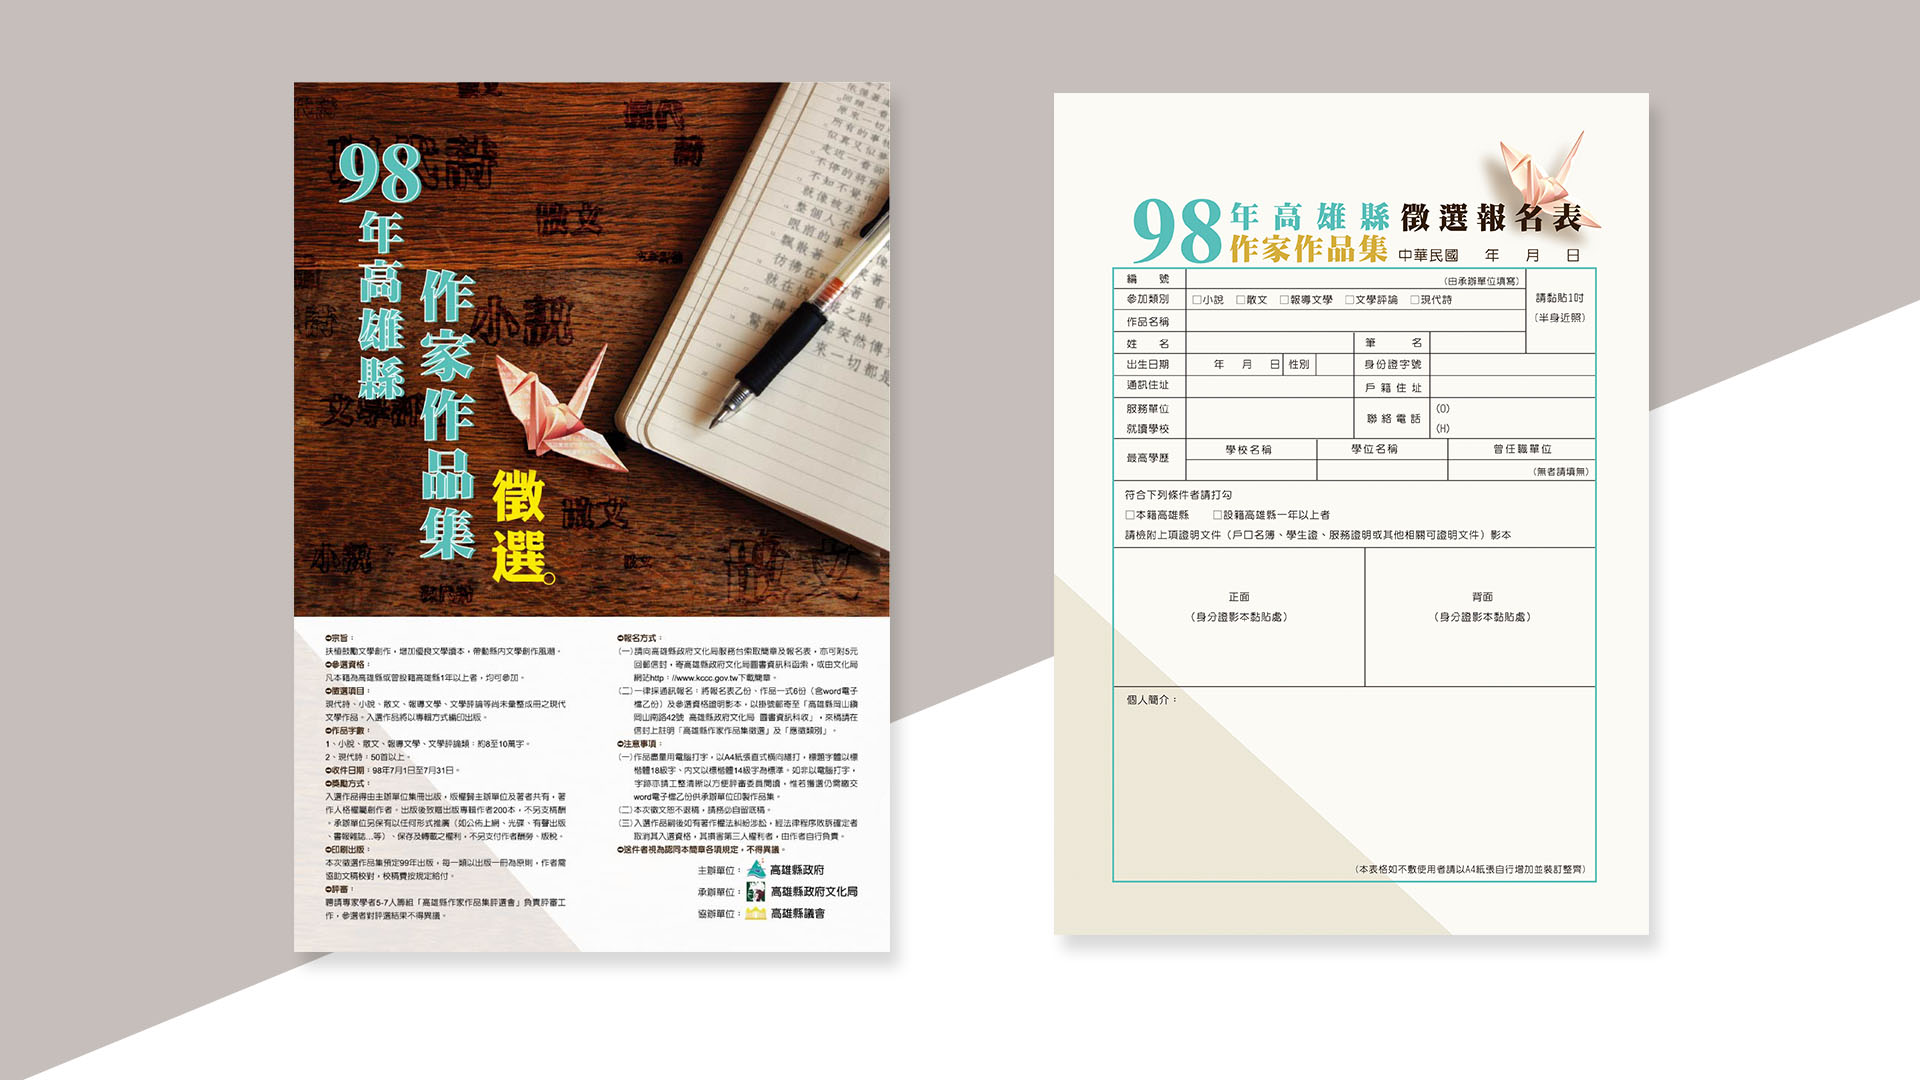 98
年高雄縣
作家作品集
徵選。
現代詩
散文
小說
散文
小說
宗旨：
扶植鼓勵文學創作，增加優良文學讀本，帶動縣內文學創作風潮。
參選資格：
凡本籍為高雄縣或曾設籍高雄縣1年以上者，均可參加。
徵選項目：
現代詩、小說、散文、報導文學、文學評論等尚未彙整成冊之現代
文學作品。入選作品將以專輯方式編印出版。
作品字數：
1、小說、散文、報導文學、文學評論類：約8至10萬字。
2、現代詩：50首以上。
收件日期：98年7月1日至7月31日。
獎勵方式：
入選作品得由主辦單位集冊出版，版權歸主辦單位及著者共有，著
作人格權屬創作者。出版後致贈出版專輯作者200本，不另支稿酬
。承辦單位另保有以任何形式推廣（如公佈上網、光碟、有聲出版
、書報雜誌...等）、保存及轉載之權利，不另支付作者酬勞、版稅。
印刷出版：
本次徵選作品集預定99年出版，每一類以出版一冊為原則，作者需
協助文稿校對，校稿費按規定給付。
評審：
聘請專家學者5-7人籌組「高雄縣作家作品集評選會」負責評審工
作，參選者對評選結果不得異議。
報名方式：
（一）請向高雄縣政府文化局服務台索取簡章及報名表，亦可附5元
回郵信封，寄高雄縣政府文化局圖書資訊科函索，或由文化局
網站http：//www.kccc.gov.tw下載簡章。
（二）一律採通訊報名：將報名表乙份、作品一式6份（含word電子
檔乙份）及參選資格證明影本，以掛號郵寄至「高雄縣岡山鎮
岡山南路42號 高雄縣政府文化局 圖書資訊科收」，來稿請在
信封上註明「高雄縣作家作品集徵選」及「應徵類別」。
注意事項：
（一）作品盡量用電腦打字，以A4紙張直式橫向繕打，標題字體以標
楷體18級字、內文以標楷體14級字為標準。如非以電腦打字，
字跡亦請工整清晰以方便評審委員閱讀，惟若獲選仍需繳交
word電子檔乙份供承辦單位印製作品集。
（二）本次徵文恕不退稿，請務必自留底稿。
（三）入選作品嗣後如有著作權法糾紛涉訟，經法律程序敗訴確定者
取消其入選資格，其損害第三人權利者，由作者自行負責。
送件者視為認同本簡章各項規定，不得異議。
主辦單位： 高雄縣政府
承辦單位： 高雄縣政府文化局
協辦單位： 高雄縣議會
98年高雄縣徵選報名表
作家作品集 中華民國 年 月 日
編 號 （由承辦單位填寫）
參加類別 □小說 □散文 □報導文學 □文學評論 □現代詩
請黏貼1吋
（半身近照）
作品名稱
姓 名 筆 名
出生日期 年 月 日 性別 身份證字號
通訊住址 戶籍住址
服務單位
就讀學校
聯絡電話 (O)
(H)
最高學歷 學校名稱 學位名稱 曾任職單位
（無者請填無）
符合下列條件者請打勾
□本籍高雄縣 □設籍高雄縣一年以上者
請檢附上項證明文件（戶口名簿、學生證、服務證明或其他相關可證明文件）影本
正面
（身分證影本黏貼處）
背面
（身分證影本黏貼處）
個人簡介：
（本表格如不敷使用者請以A4紙張自行增加並裝訂整齊）